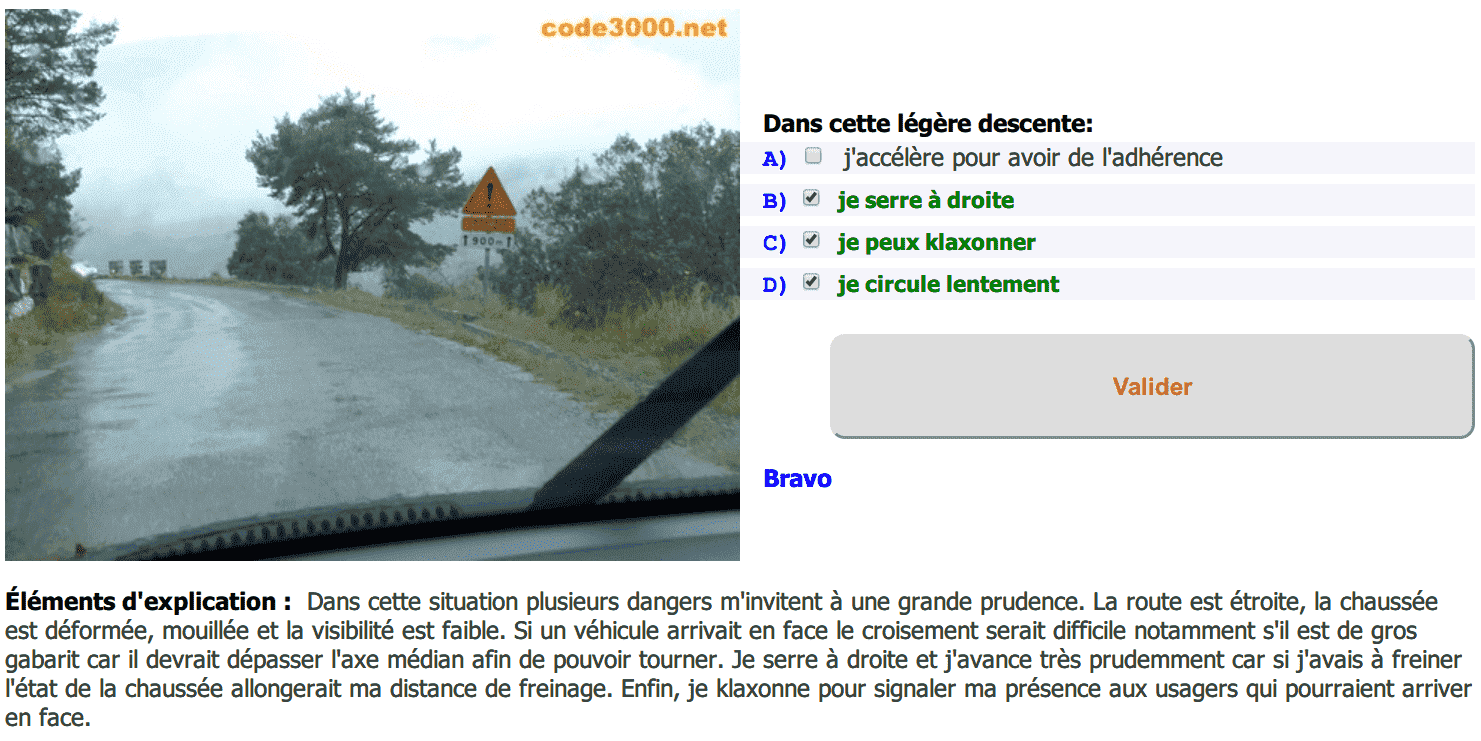 code3000.net
! 
↑ 900m ↑
Dans cette légère descente:
A) j'accélère pour avoir de l'adhérence
B) je serre à droite
C) je peux klaxonner
D) je circule lentement
Valider
Bravo
Éléments d'explication : Dans cette situation plusieurs dangers m'invitent à une grande prudence. La route est étroite, la chaussée
est déformée, mouillée et la visibilité est faible. Si un véhicule arrivait en face le croisement serait difficile notamment s'il est de gros
gabarit car il devrait dépasser l'axe médian afin de pouvoir tourner. Je serre à droite et j'avance très prudemment car si j'avais à freiner
l'état de la chaussée allongerait ma distance de freinage. Enfin, je klaxonne pour signaler ma présence aux usagers qui pourraient arriver
en face.